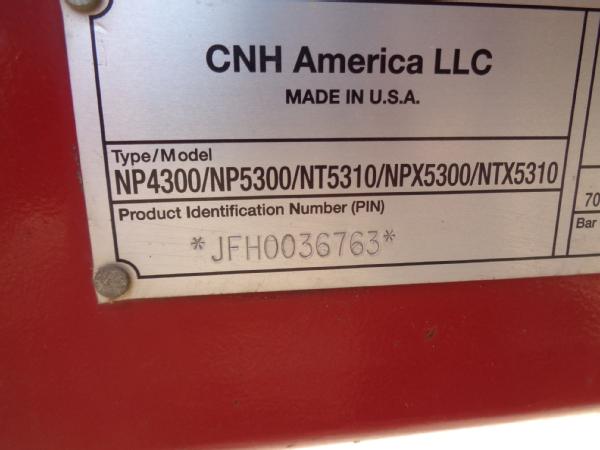 CNH America LLC
MADE IN U.S.A.
Type/Model
NP4300/NP5300/NT5310/NPX5300/NTX5310
Product Identification Number (PIN)
*JFH0036763*
70
Bar